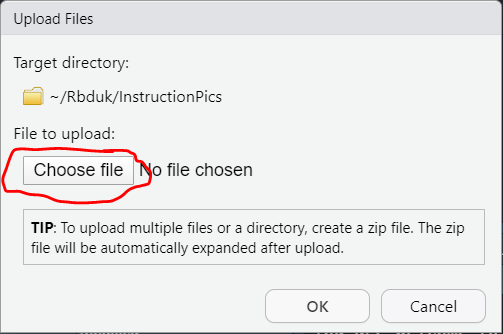 Upload Files
Target directory:
~/Rbduk/InstructionPics
File to upload:
Choose file No file chosen
TIP: To upload multiple files or a directory, create a zip file. The zip
file will be automatically expanded after upload.
OK Cancel